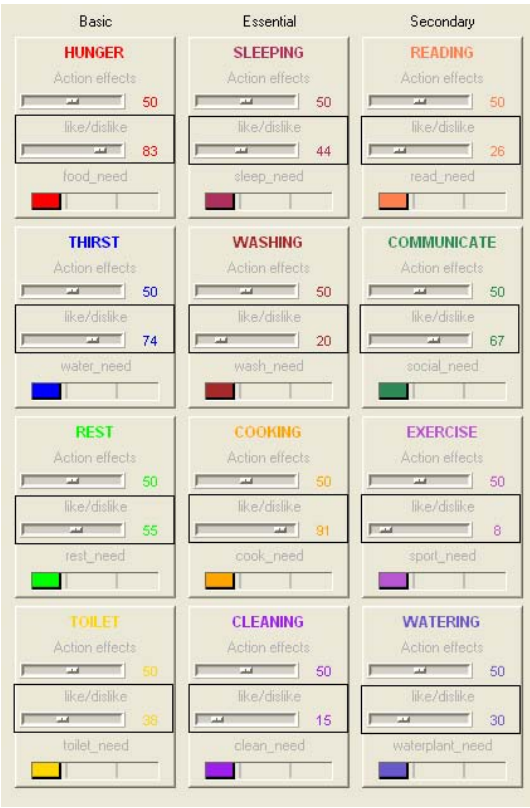 Basic Essential Secondary
HUNGER SLEEPING READING
Action effects Action effects Action effects
50 50 50
like/dislike like/dislike like/dislike
83 44 26
food_need sleep_need read_need
THIRST WASHING COMMUNICATE
Action effects Action effects Action effects
50 50 50
like/dislike like/dislike like/dislike
74 20 67
water_need wash_need social_need
REST COOKING EXERCISE
Action effects Action effects Action effects
50 50 50
like/dislike like/dislike like/dislike
55 91 8
rest_need cook_need sport_need
TOILET CLEANING WATERING
Action effects Action effects Action effects
50 50 50
like/dislike like/dislike like/dislike
38 15 30
toilet_need clean_need waterplant_need